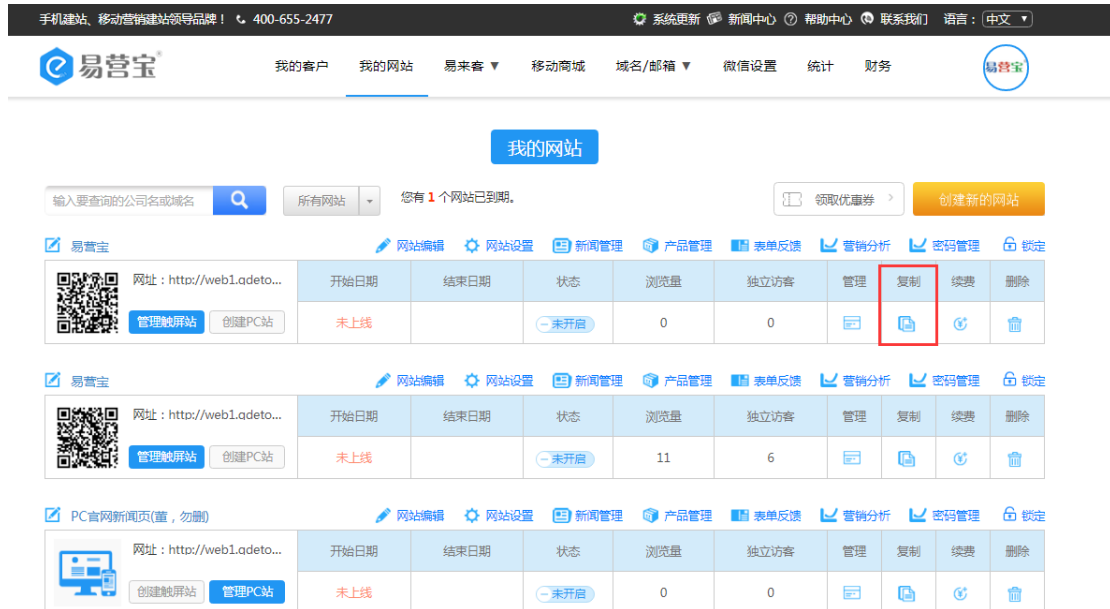 手机建站、移动营销建站领导品牌！ 400-655-2477 系统更新 新闻中心 帮助中心 联系我们 语言： 中文 ▼
易营宝® 我的客户 我的网站 易来客 ▼ 移动商城 域名/邮箱 ▼ 微信设置 统计 财务 易营宝
我的网站
输入要查询的公司名或域名 所有网站 您有 1 个网站已到期。 领取优惠券 创建新的网站
易营宝 网站编辑 网站设置 新闻管理 产品管理 表单反馈 营销分析 密码管理 锁定
网址：http://web1.qdeto... 开始日期 结束日期 状态 浏览量 独立访客 管理 复制 续费 删除
管理触屏站 创建PC站 未上线 未开启 0 0
易营宝 网站编辑 网站设置 新闻管理 产品管理 表单反馈 营销分析 密码管理 锁定
网址：http://web1.qdeto... 开始日期 结束日期 状态 浏览量 独立访客 管理 复制 续费 删除
管理触屏站 创建PC站 未上线 未开启 11 6
PC官网新闻页(董，勿删) 网站编辑 网站设置 新闻管理 产品管理 表单反馈 营销分析 密码管理 锁定
网址：http://web1.qdeto... 开始日期 结束日期 状态 浏览量 独立访客 管理 复制 续费 删除
创建触屏站 管理PC站 未上线 未开启 0 0